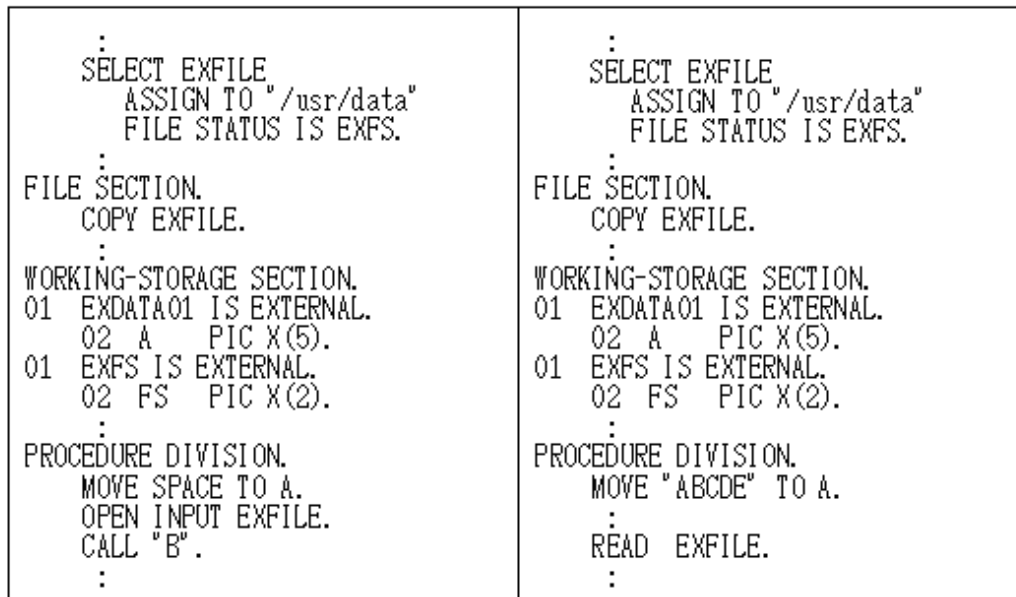 :
SELECT EXFILE
ASSIGN TO "/usr/data"
FILE STATUS IS EXFS.
:
FILE SECTION.
COPY EXFILE.
:
WORKING-STORAGE SECTION.
01 EXDATA01 IS EXTERNAL.
02 A PIC X(5).
01 EXFS IS EXTERNAL.
02 FS PIC X(2).
:
PROCEDURE DIVISION.
MOVE SPACE TO A.
OPEN INPUT EXFILE.
CALL "B".
:
:
SELECT EXFILE
ASSIGN TO "/usr/data"
FILE STATUS IS EXFS.
:
FILE SECTION.
COPY EXFILE.
:
WORKING-STORAGE SECTION.
01 EXDATA01 IS EXTERNAL.
02 A PIC X(5).
01 EXFS IS EXTERNAL.
02 FS PIC X(2).
:
PROCEDURE DIVISION.
MOVE "ABCDE" TO A.
:
READ EXFILE.
: